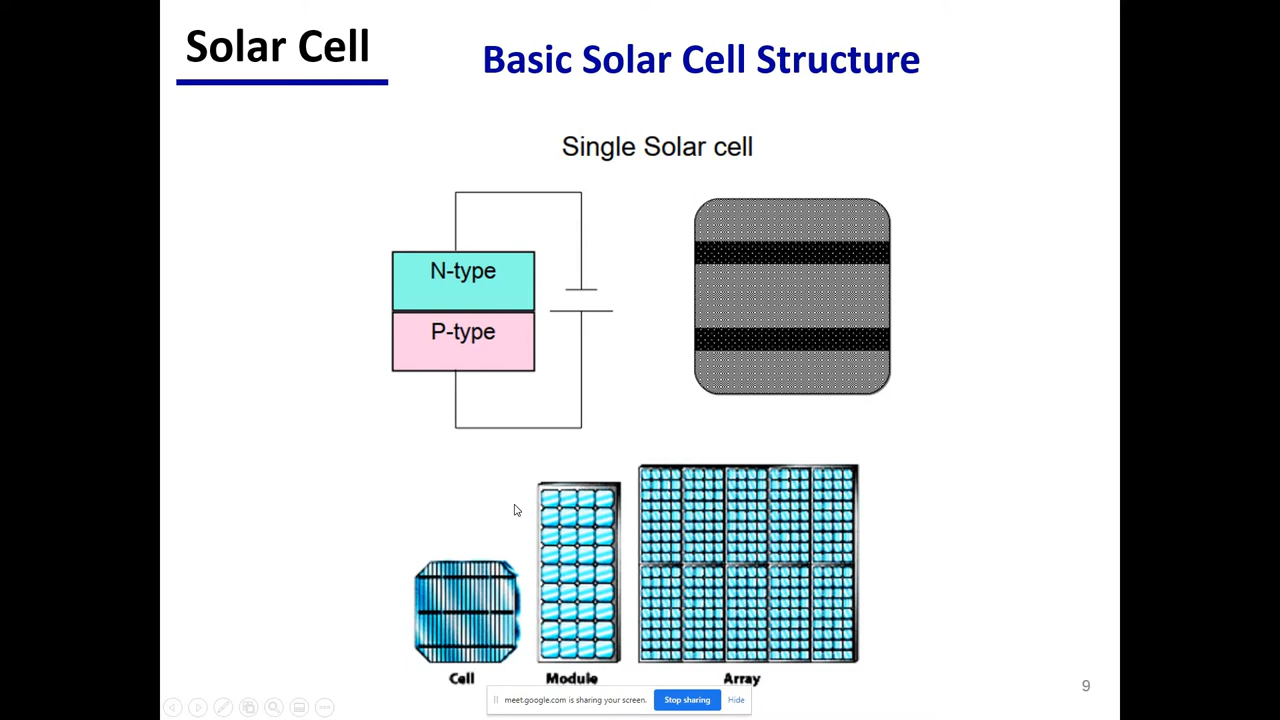 Solar Cell
Basic Solar Cell Structure
Single Solar cell
N-type
P-type
Cell
Module
Array
meet.google.com is sharing your screen.
Stop sharing
Hide
9